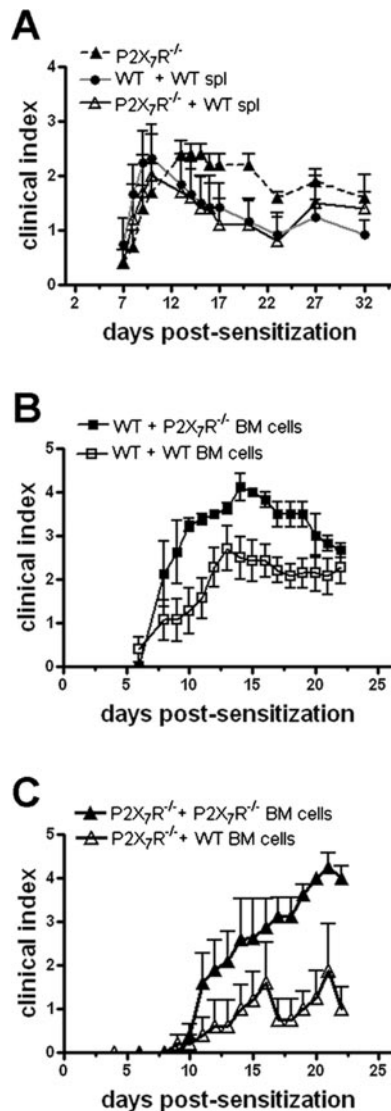 A
P2X₇R⁻/⁻
WT + WT spl
P2X₇R⁻/⁻ + WT spl
4
3
2
1
0
clinical index
2 7 12 17 22 27 32
days post-sensitization
B
WT + P2X₇R⁻/⁻ BM cells
WT + WT BM cells
5
4
3
2
1
0
clinical index
0 5 10 15 20 25
days post-sensitization
C
P2X₇R⁻/⁻ + P2X₇R⁻/⁻ BM cells
P2X₇R⁻/⁻ + WT BM cells
5
4
3
2
1
0
clinical index
0 5 10 15 20 25
days post-sensitization